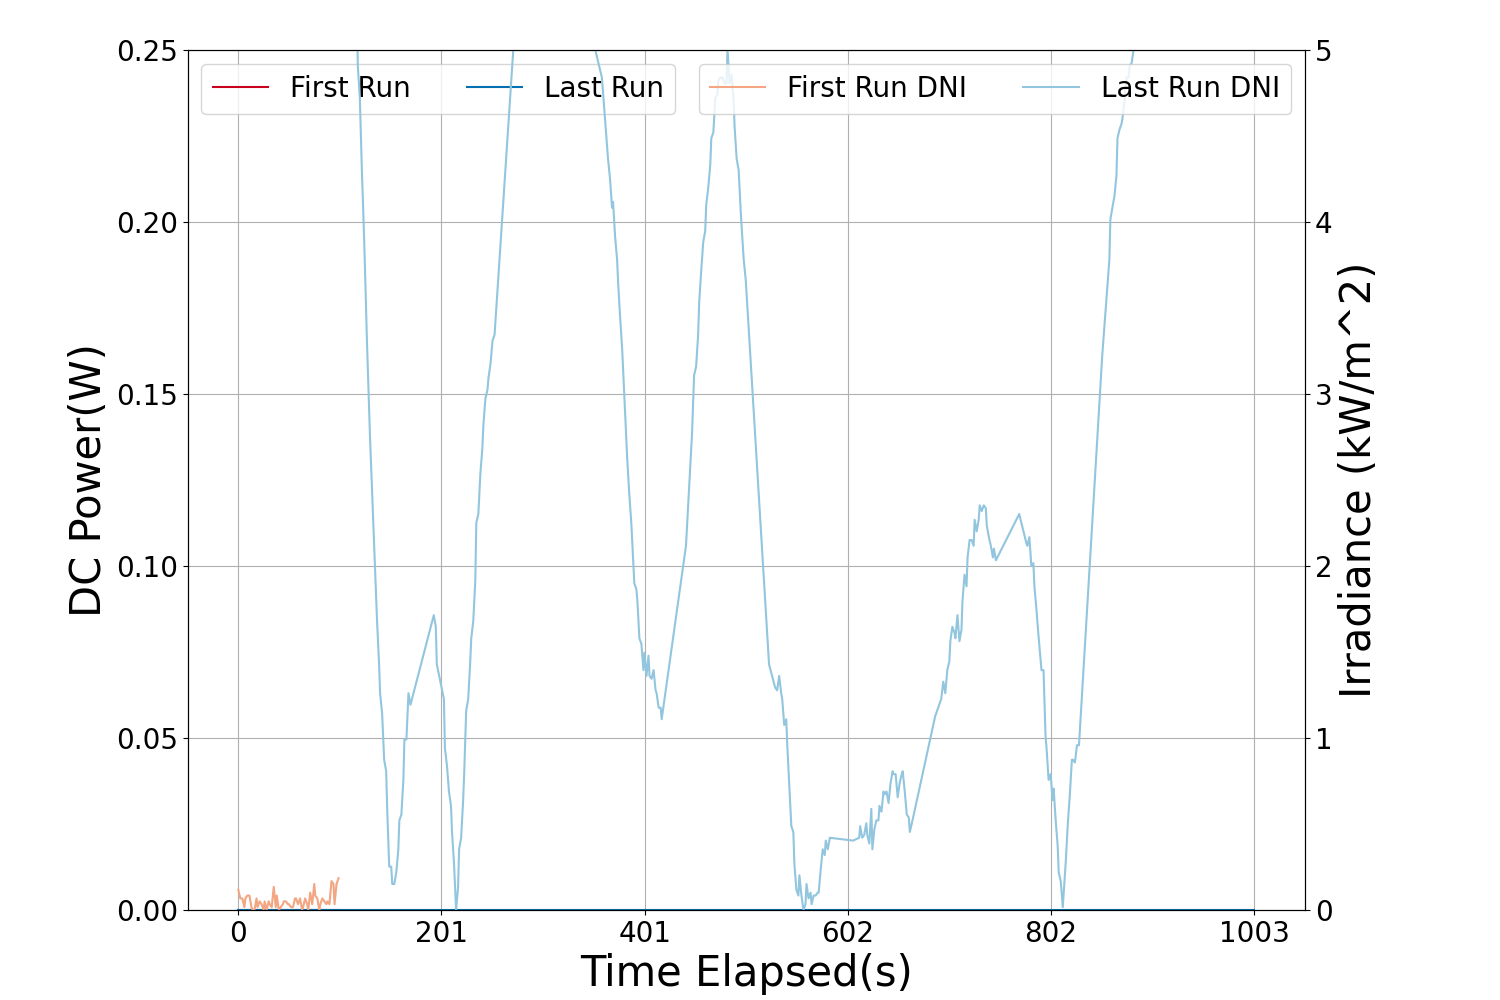 First Run
Last Run
First Run DNI
Last Run DNI
DC Power(W)
0.25
0.20
0.15
0.10
0.05
0.00
5
4
3
2
1
0
Irradiance (kW/m^2)
0 201 401 602 802 1003
Time Elapsed(s)